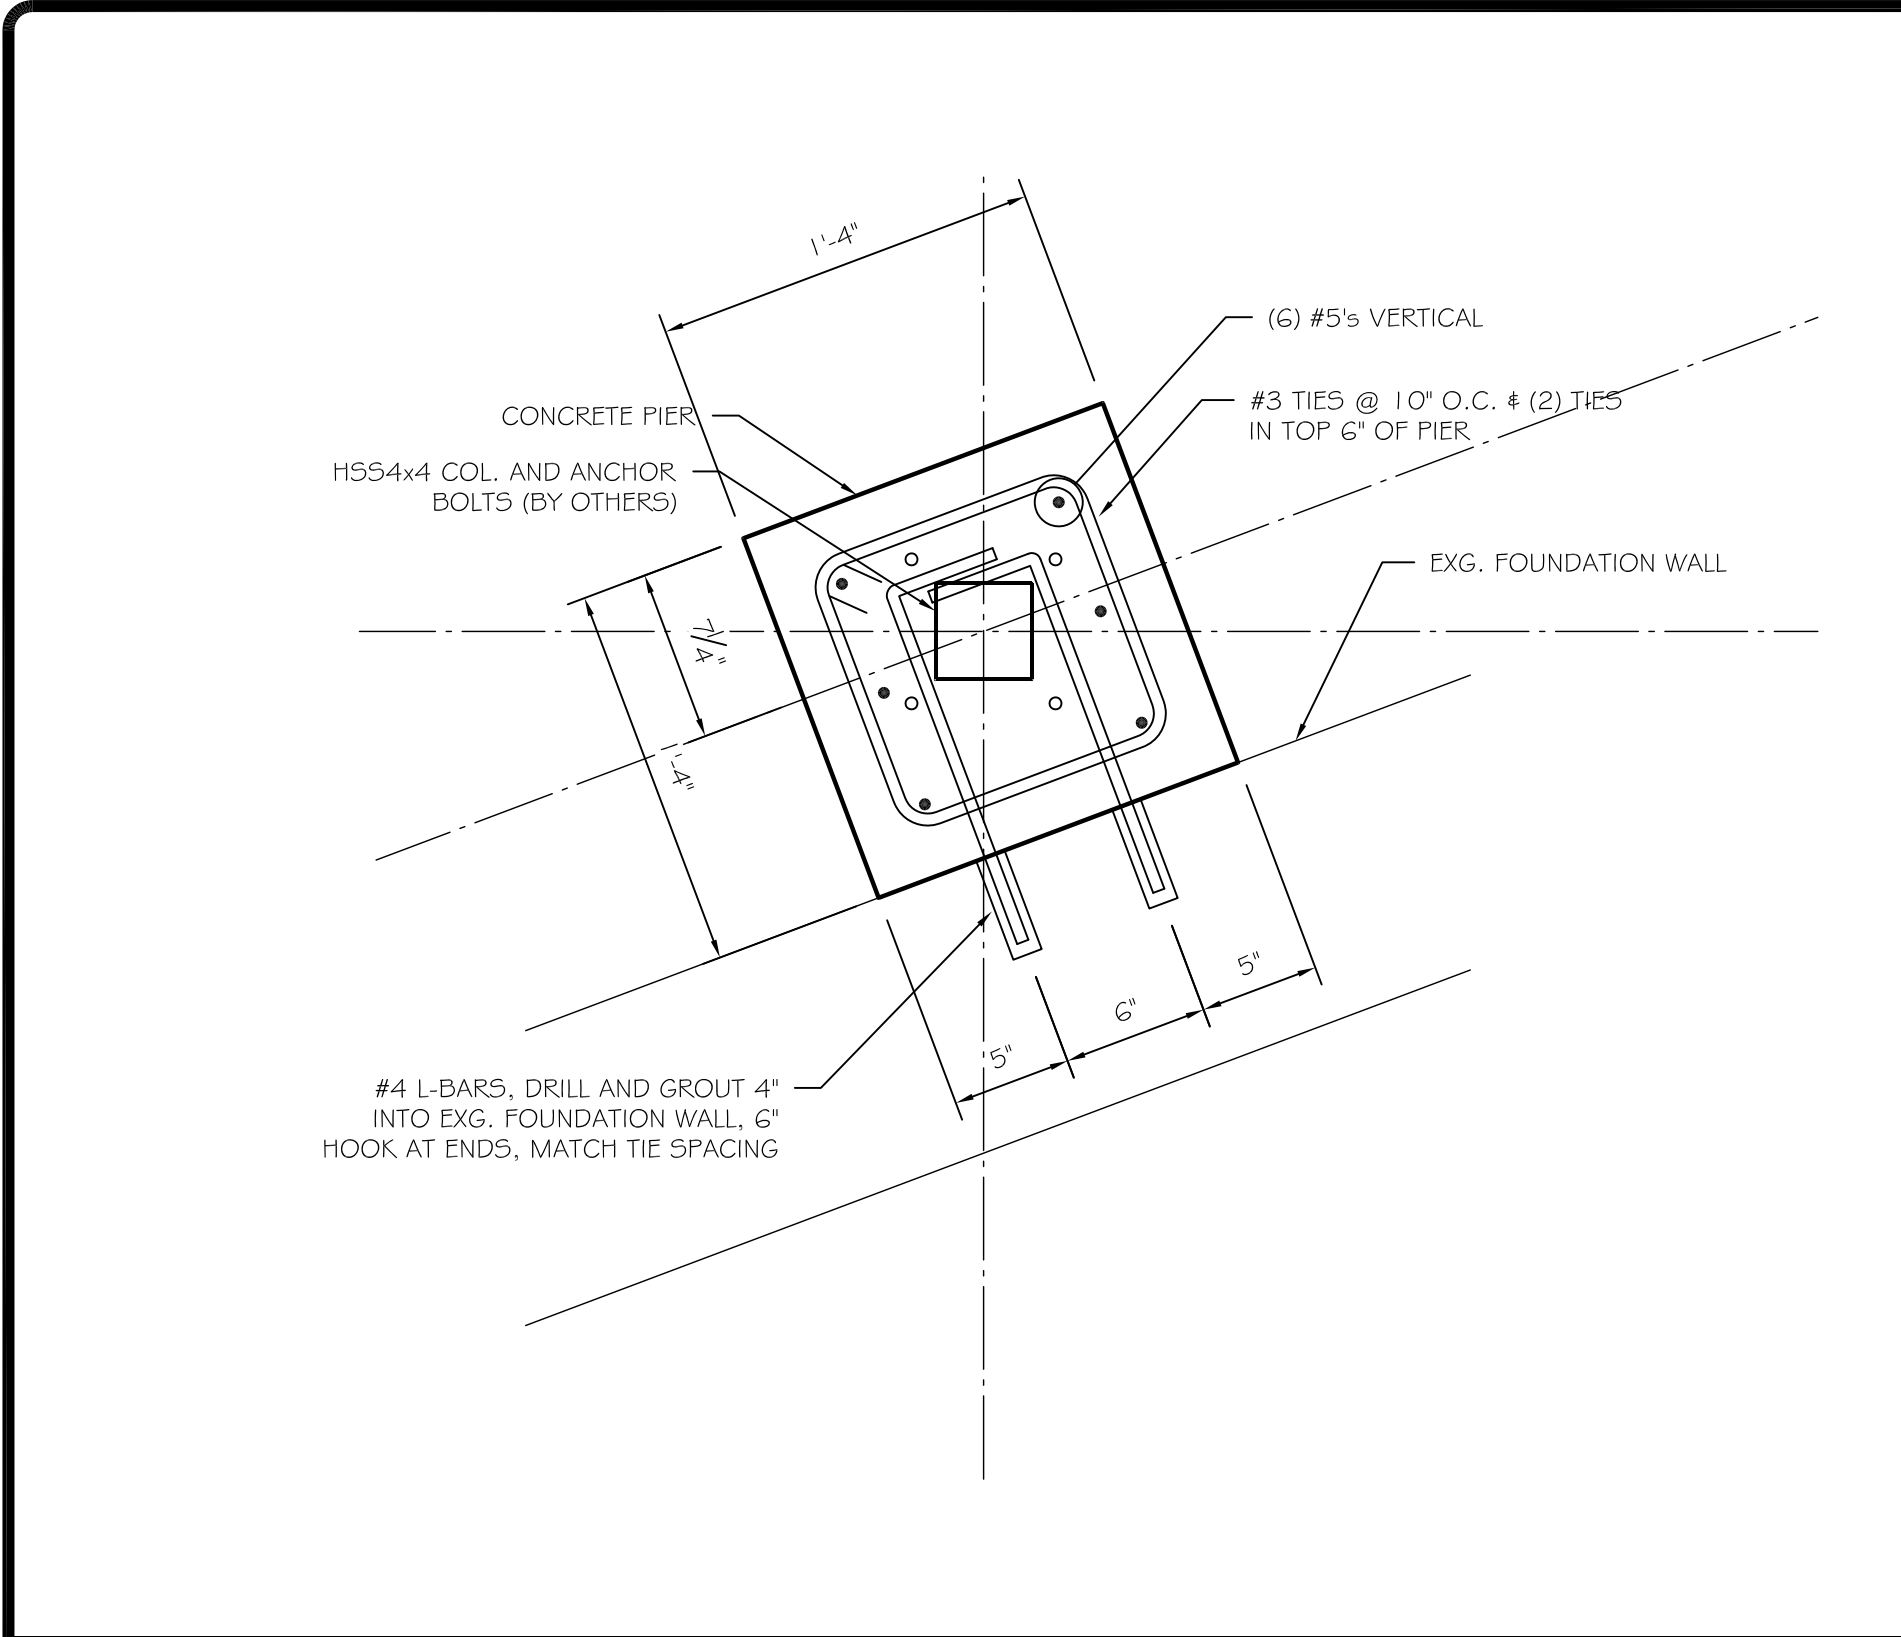 1'-4"
(6) #5's VERTICAL
#3 TIES @ 10" O.C. & (2) TIES
IN TOP 6" OF PIER
CONCRETE PIER
HSS4x4 COL. AND ANCHOR
BOLTS (BY OTHERS)
EXG. FOUNDATION WALL
7 1/4"
1'-4"
5"
6"
5"
#4 L-BARS, DRILL AND GROUT 4"
INTO EXG. FOUNDATION WALL, 6"
HOOK AT ENDS, MATCH TIE SPACING